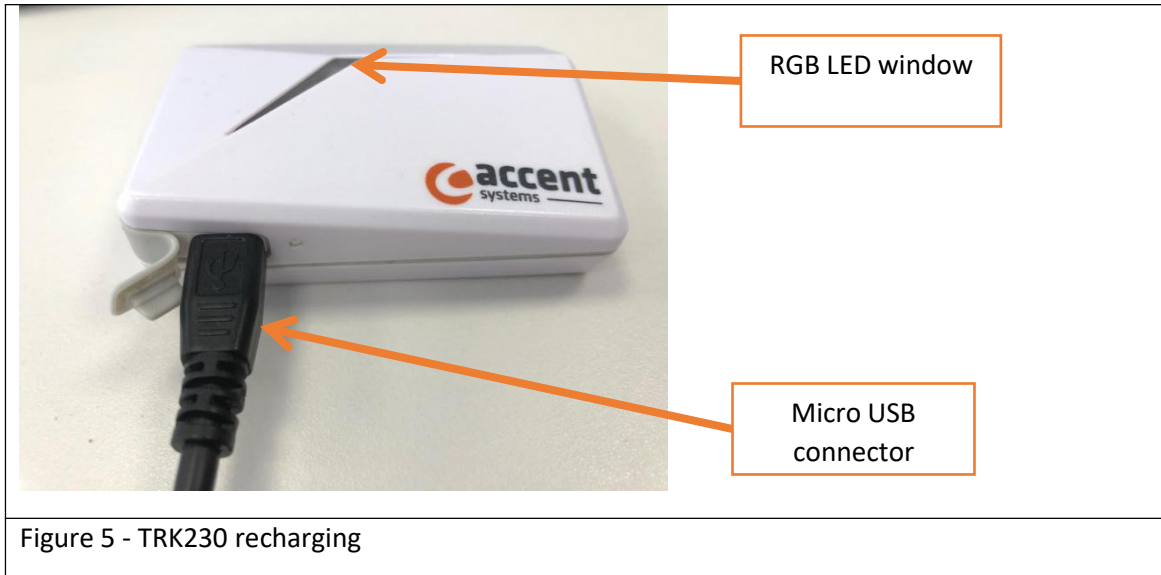 RGB LED window
accent
systems
Micro USB
connector
Figure 5 - TRK230 recharging